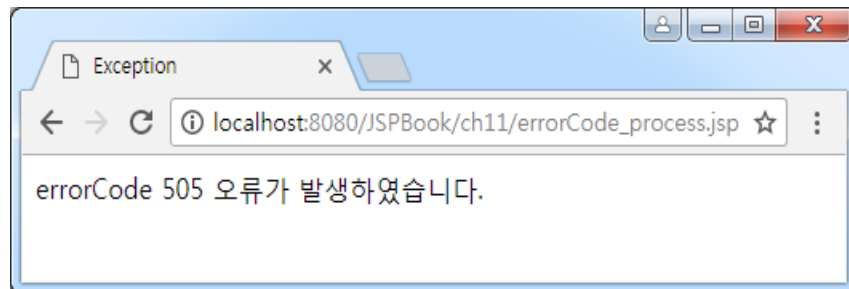 Exception
localhost:8080/JSPBook/ch11/errorCode_process.jsp
errorCode 505 오류가 발생하였습니다.